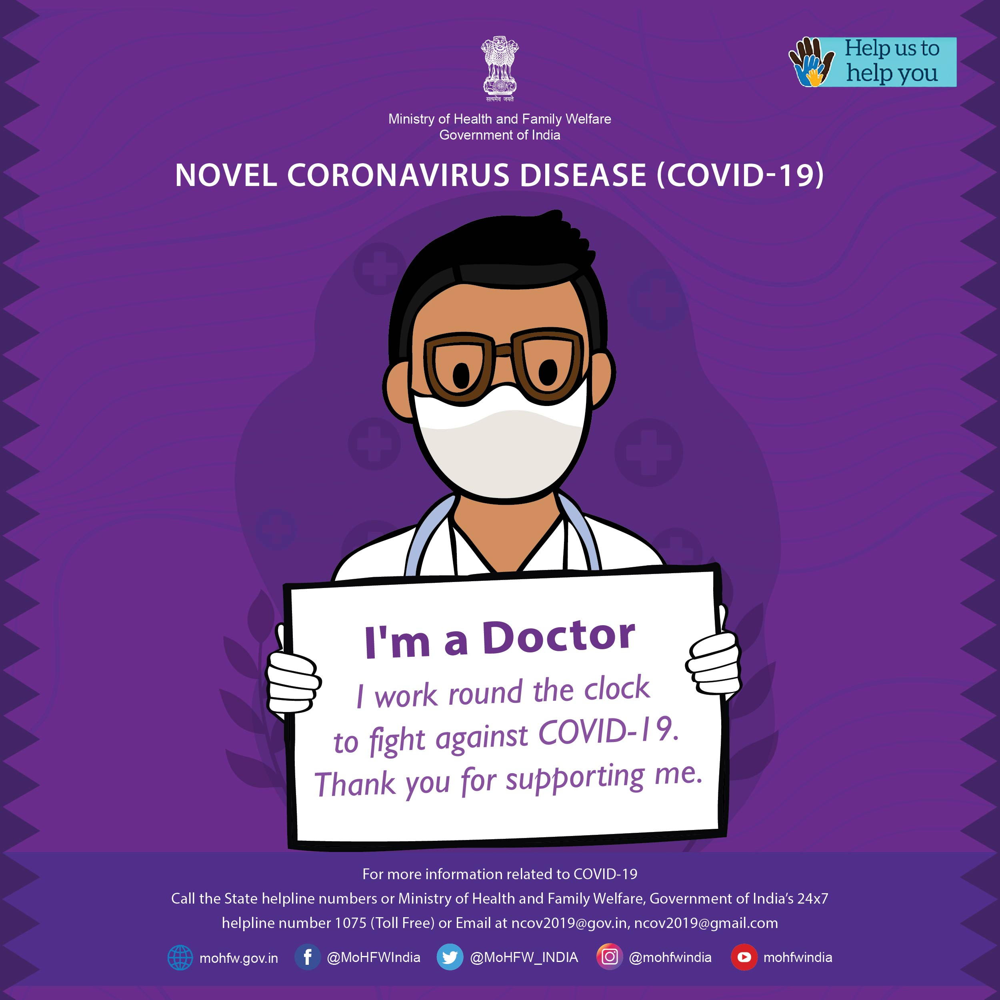 सत्यमेव जयते
Help us to
help you
Ministry of Health and Family Welfare
Government of India
NOVEL CORONAVIRUS DISEASE (COVID-19)
I'm a Doctor
I work round the clock
to fight against COVID-19.
Thank you for supporting me.
For more information related to COVID-19
Call the State helpline numbers or Ministry of Health and Family Welfare, Government of India’s 24x7
helpline number 1075 (Toll Free) or Email at ncov2019@gov.in, ncov2019@gmail.com
mohfw.gov.in @MoHFWIndia @MoHFW_INDIA @mohfwindia mohfwindia